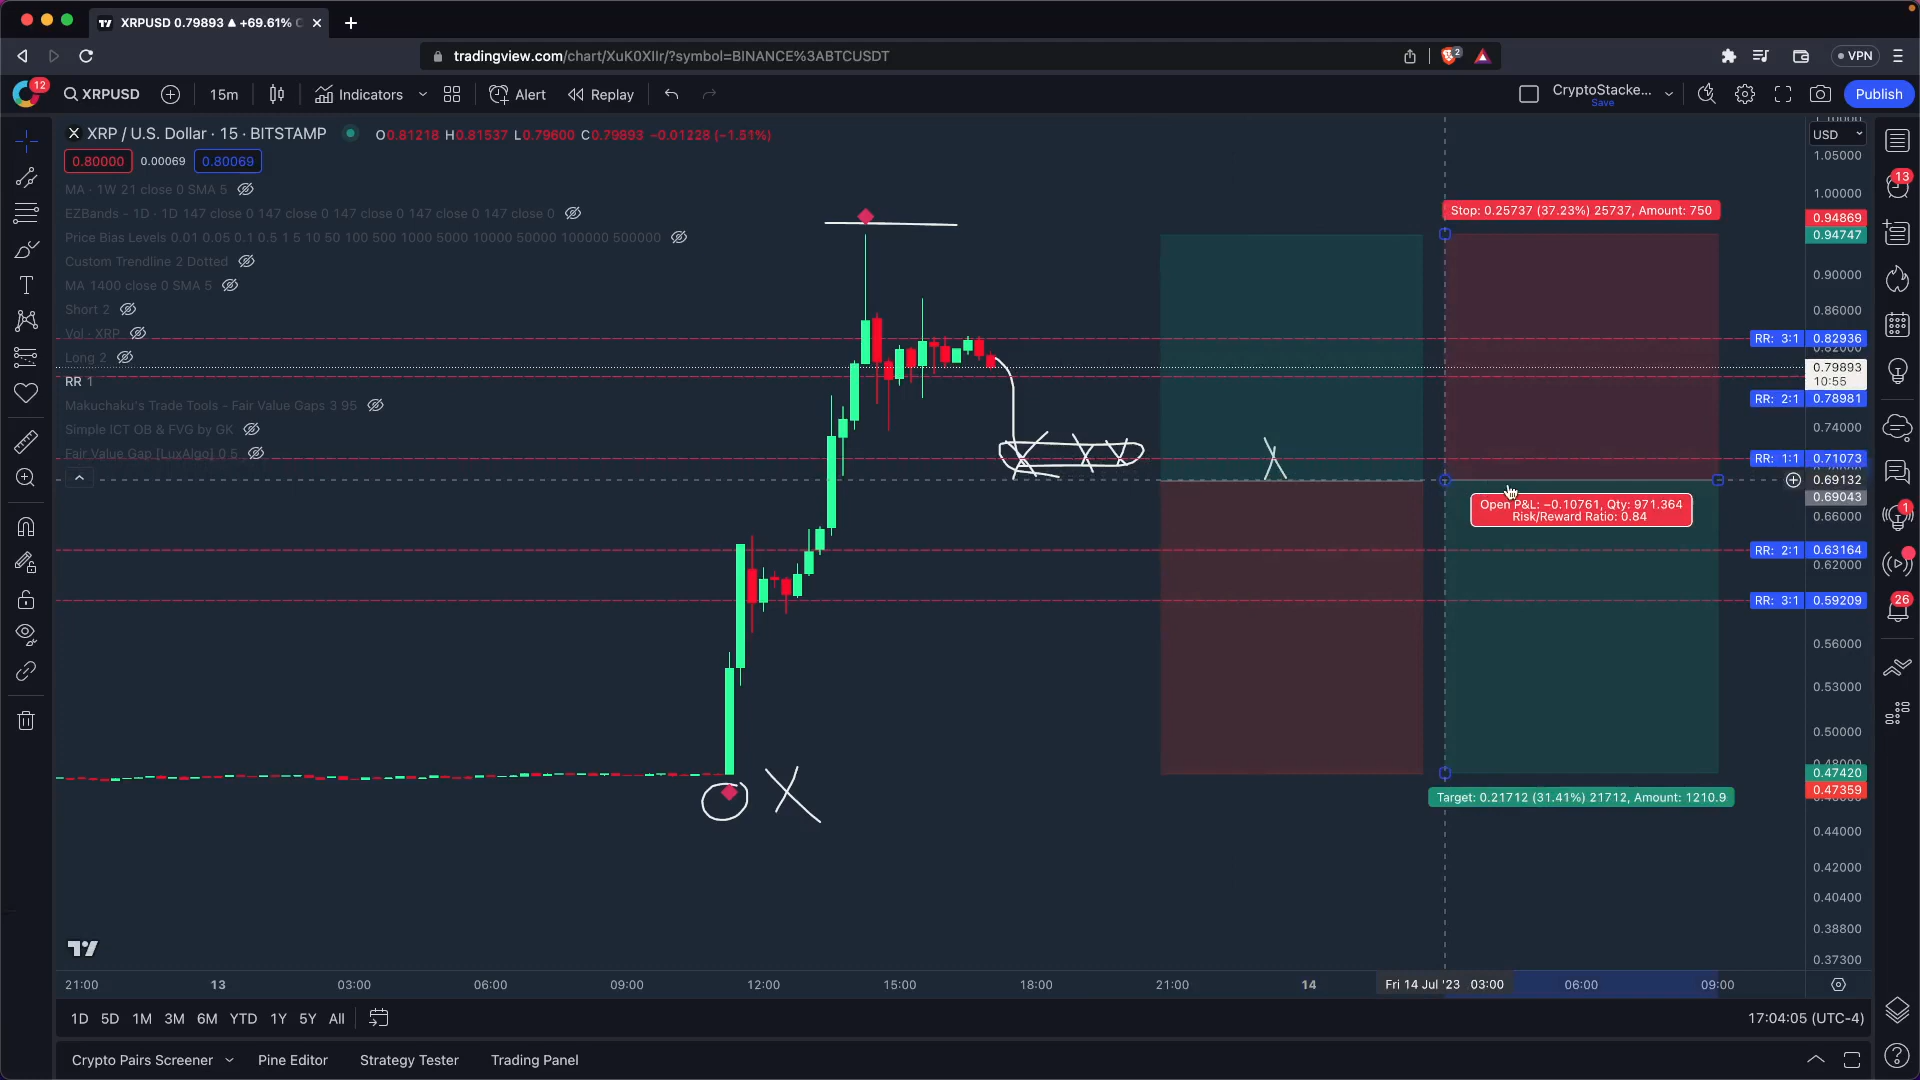 XRPUSD 0.79893 ▲ +69.61% C
tradingview.com/chart/XuK0XIIr/?symbol=BINANCE%3ABTCUSDT
2
VPN
12
XRPUSD
15m
Indicators
Alert
Replay
CryptoStacke...
Save
Publish
XRP / U.S. Dollar · 15 · BITSTAMP
O0.81218 H0.81537 L0.79600 C0.79893 −0.01228 (−1.51%)
0.80000
0.00069
0.80069
MA · 1W 21 close 0 SMA 5
EZBands – 1D · 1D 147 close 0 147 close 0 147 close 0 147 close 0 147 close 0
Price Bias Levels 0.01 0.05 0.1 0.5 1 5 10 50 100 500 1000 5000 10000 50000 100000 500000
Custom Trendline 2 Dotted
MA 1400 close 0 SMA 5
Short 2
Vol · XRP
Long 2
RR 1
Makuchaku's Trade Tools - Fair Value Gaps 3 95
Simple ICT OB & FVG by GK
Fair Value Gap [LuxAlgo] 0 5
Stop: 0.25737 (37.23%) 25737, Amount: 750
Open P&L: −0.10761, Qty: 971.364
Risk/Reward Ratio: 0.84
Target: 0.21712 (31.41%) 21712, Amount: 1210.9
X
X X X
X
USD
1.05000
1.00000
0.94869
0.94747
0.90000
0.86000
RR: 3:1 0.82936
0.82000
0.79893
10:55
RR: 2:1 0.78981
0.74000
RR: 1:1 0.71073
0.69132
0.69043
0.66000
RR: 2:1 0.63164
0.62000
RR: 3:1 0.59209
0.56000
0.53000
0.50000
0.47420
0.47359
0.44000
0.42000
0.40400
0.38800
0.37300
13
1
26
21:00
13
03:00
06:00
09:00
12:00
15:00
18:00
21:00
14
Fri 14 Jul '23 03:00
06:00
09:00
1D 5D 1M 3M 6M YTD 1Y 5Y All
17:04:05 (UTC-4)
Crypto Pairs Screener
Pine Editor
Strategy Tester
Trading Panel